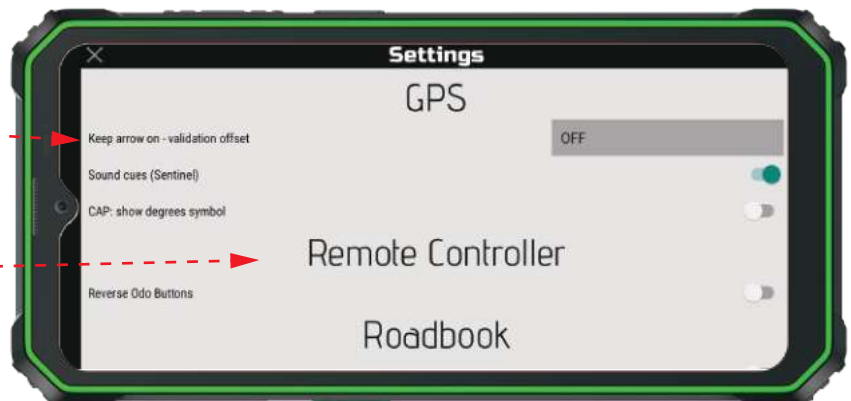 Settings
GPS
Keep arrow on - validation offset OFF
Sound cues (Sentinel)
CAP: show degrees symbol
Remote Controller
Reverse Odo Buttons
Roadbook